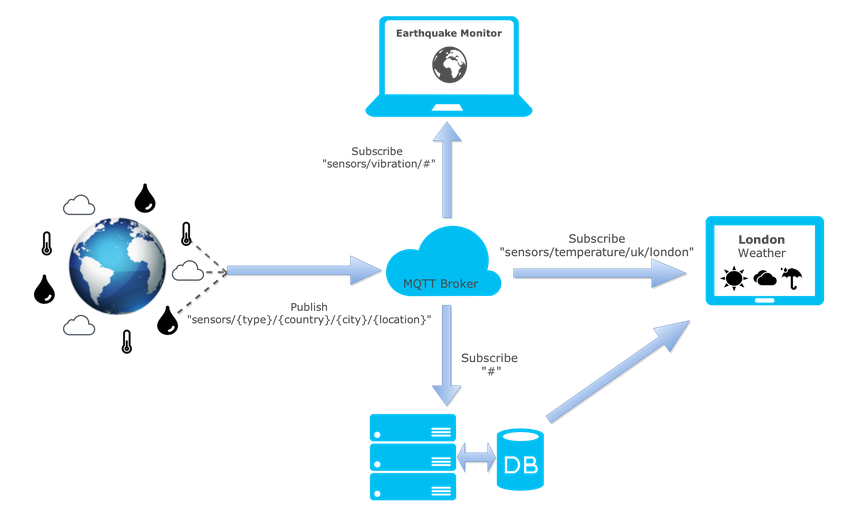 Earthquake Monitor
Subscribe
"sensors/vibration/#"
Subscribe
"sensors/temperature/uk/london"
London
Weather
MQTT Broker
Publish
"sensors/{type}/{country}/{city}/{location}"
Subscribe
"#"
DB